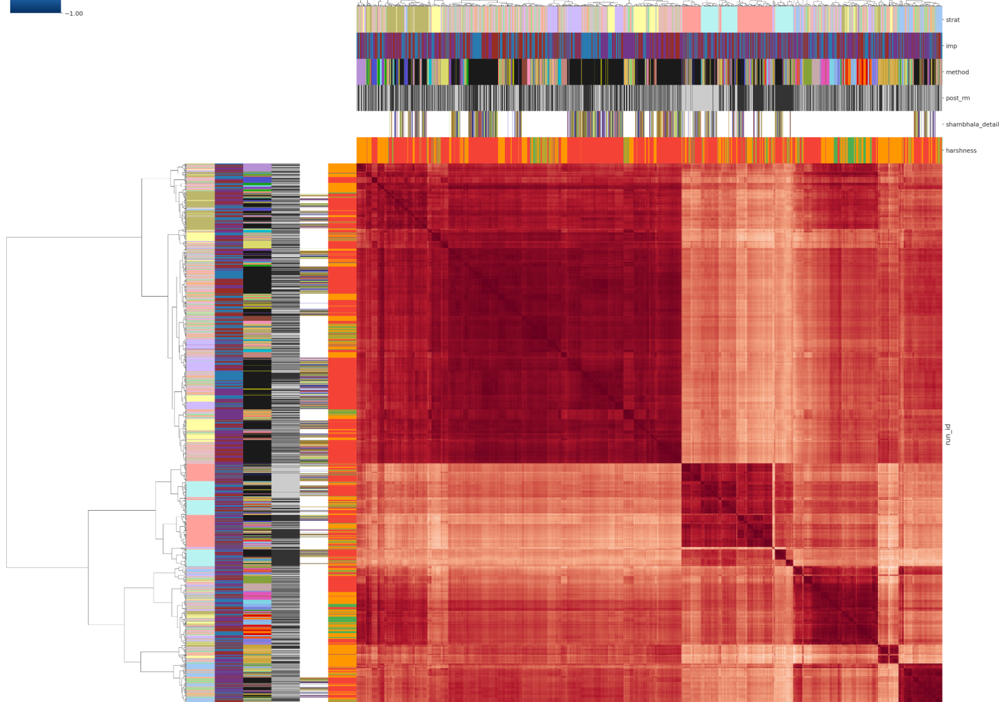 −1.00
strat
imp
method
post_rm
shambhala_detail
harshness
run_id